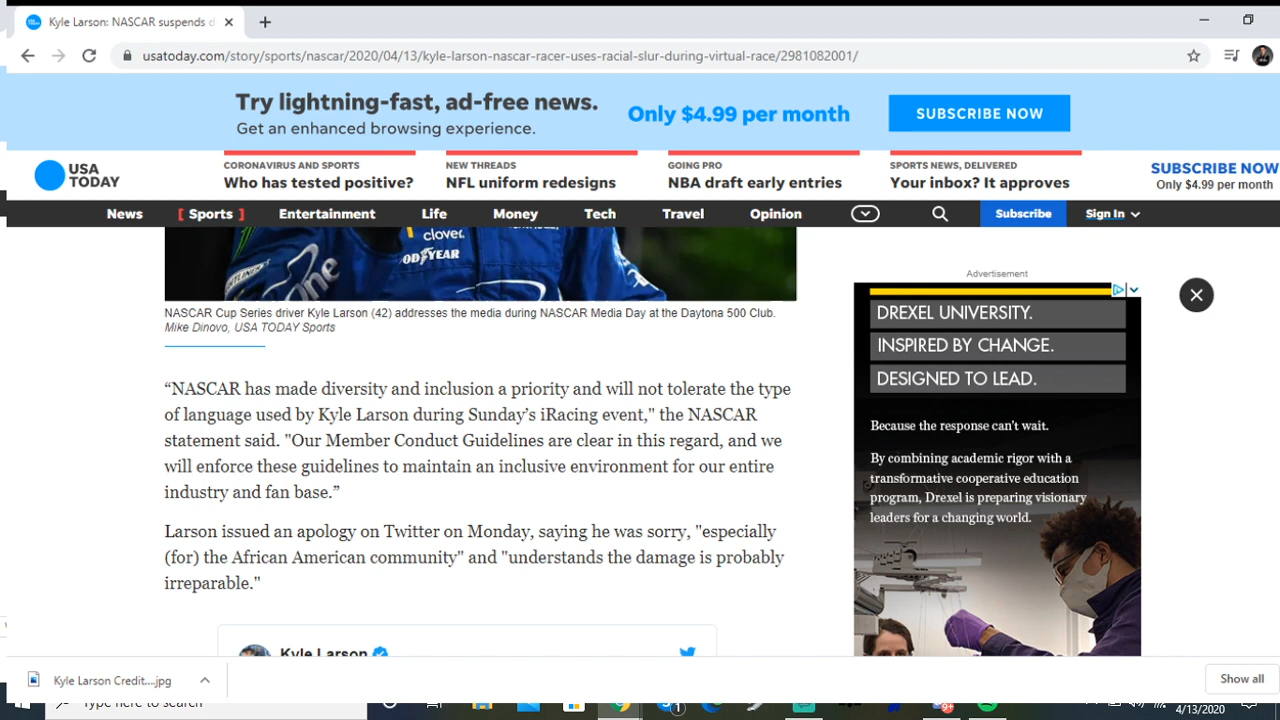 Kyle Larson: NASCAR suspends d
usatoday.com/story/sports/nascar/2020/04/13/kyle-larson-nascar-racer-uses-racial-slur-during-virtual-race/2981082001/
Try lightning-fast, ad-free news.
Get an enhanced browsing experience.
Only $4.99 per month
SUBSCRIBE NOW
USA
TODAY
CORONAVIRUS AND SPORTS
Who has tested positive?
NEW THREADS
NFL uniform redesigns
GOING PRO
NBA draft early entries
SPORTS NEWS, DELIVERED
Your inbox? It approves
SUBSCRIBE NOW
Only $4.99 per month
News [ Sports ] Entertainment Life Money Tech Travel Opinion Subscribe Sign In
clover
GOODYEAR
NASCAR Cup Series driver Kyle Larson (42) addresses the media during NASCAR Media Day at the Daytona 500 Club.
Mike Dinovo, USA TODAY Sports
“NASCAR has made diversity and inclusion a priority and will not tolerate the type
of language used by Kyle Larson during Sunday’s iRacing event," the NASCAR
statement said. "Our Member Conduct Guidelines are clear in this regard, and we
will enforce these guidelines to maintain an inclusive environment for our entire
industry and fan base.”
Larson issued an apology on Twitter on Monday, saying he was sorry, "especially
(for) the African American community" and "understands the damage is probably
irreparable."
Kyle Larson
Advertisement
DREXEL UNIVERSITY.
INSPIRED BY CHANGE.
DESIGNED TO LEAD.
Because the response can’t wait.
By combining academic rigor with a
transformative cooperative education
program, Drexel is preparing visionary
leaders for a changing world.
Kyle Larson Credit....jpg
Show all
Type here to search
1
9+
4/13/2020